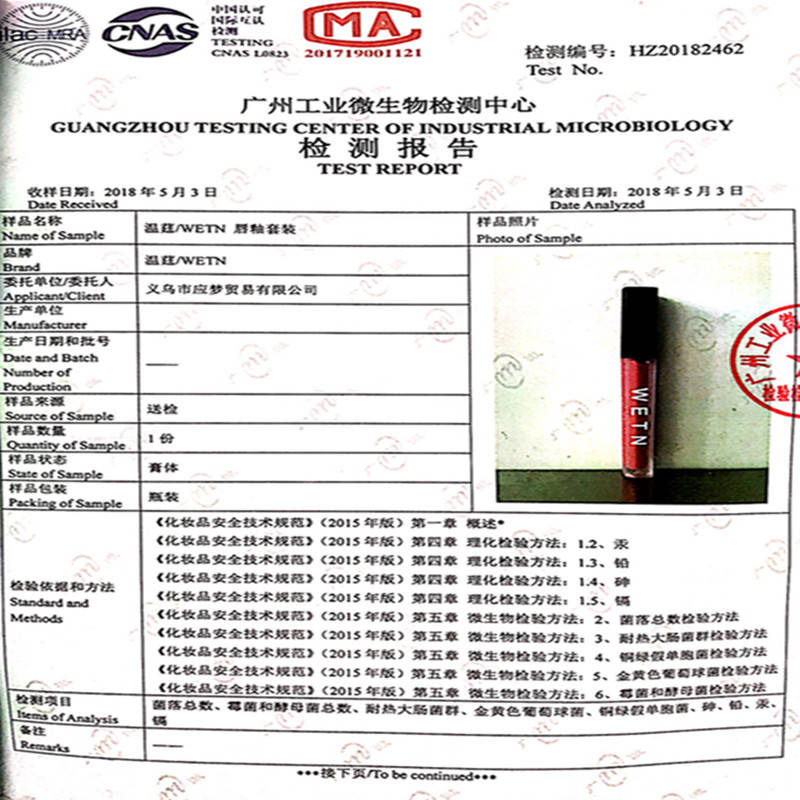 ilac-MRA
CNAS
中国认可
国际互认
检测
TESTING
CNAS L0823
MA
201719001121
检测编号：HZ20182462
Test No.
广州工业微生物检测中心
GUANGZHOU TESTING CENTER OF INDUSTRIAL MICROBIOLOGY
检测报告
TEST REPORT
收样日期：2018年5月3日
Date Received
检测日期：2018年5月3日
Date Analyzed
样品名称
Name of Sample
温莛/WETN 唇釉套装
样品照片
Photo of Sample
品牌
Brand
温莛/WETN
委托单位/委托人
Applicant/Client
义乌市应梦贸易有限公司
生产单位
Manufacturer
生产日期和批号
Date and Batch
Number of
Production
——
样品来源
Source of Sample
送检
样品数量
Quantity of Sample
1份
样品状态
State of Sample
膏体
样品包装
Packing of Sample
瓶装
WETN
广州工业微
检验依据和方法
Standard and
Methods
《化妆品安全技术规范》（2015年版）第一章 概述*
《化妆品安全技术规范》（2015年版）第四章 理化检验方法：1.2、汞
《化妆品安全技术规范》（2015年版）第四章 理化检验方法：1.3、铅
《化妆品安全技术规范》（2015年版）第四章 理化检验方法：1.4、砷
《化妆品安全技术规范》（2015年版）第四章 理化检验方法：1.5、镉
《化妆品安全技术规范》（2015年版）第五章 微生物检验方法：2、菌落总数检验方法
《化妆品安全技术规范》（2015年版）第五章 微生物检验方法：3、耐热大肠菌群检验方法
《化妆品安全技术规范》（2015年版）第五章 微生物检验方法：4、铜绿假单胞菌检验方法
《化妆品安全技术规范》（2015年版）第五章 微生物检验方法：5、金黄色葡萄球菌检验方法
《化妆品安全技术规范》（2015年版）第五章 微生物检验方法：6、霉菌和酵母菌检验方法
检测项目
Items of Analysis
菌落总数、霉菌和酵母菌总数、耐热大肠菌群、金黄色葡萄球菌、铜绿假单胞菌、砷、铅、汞、
镉
备注
Remarks
——
***接下页/To be continued***